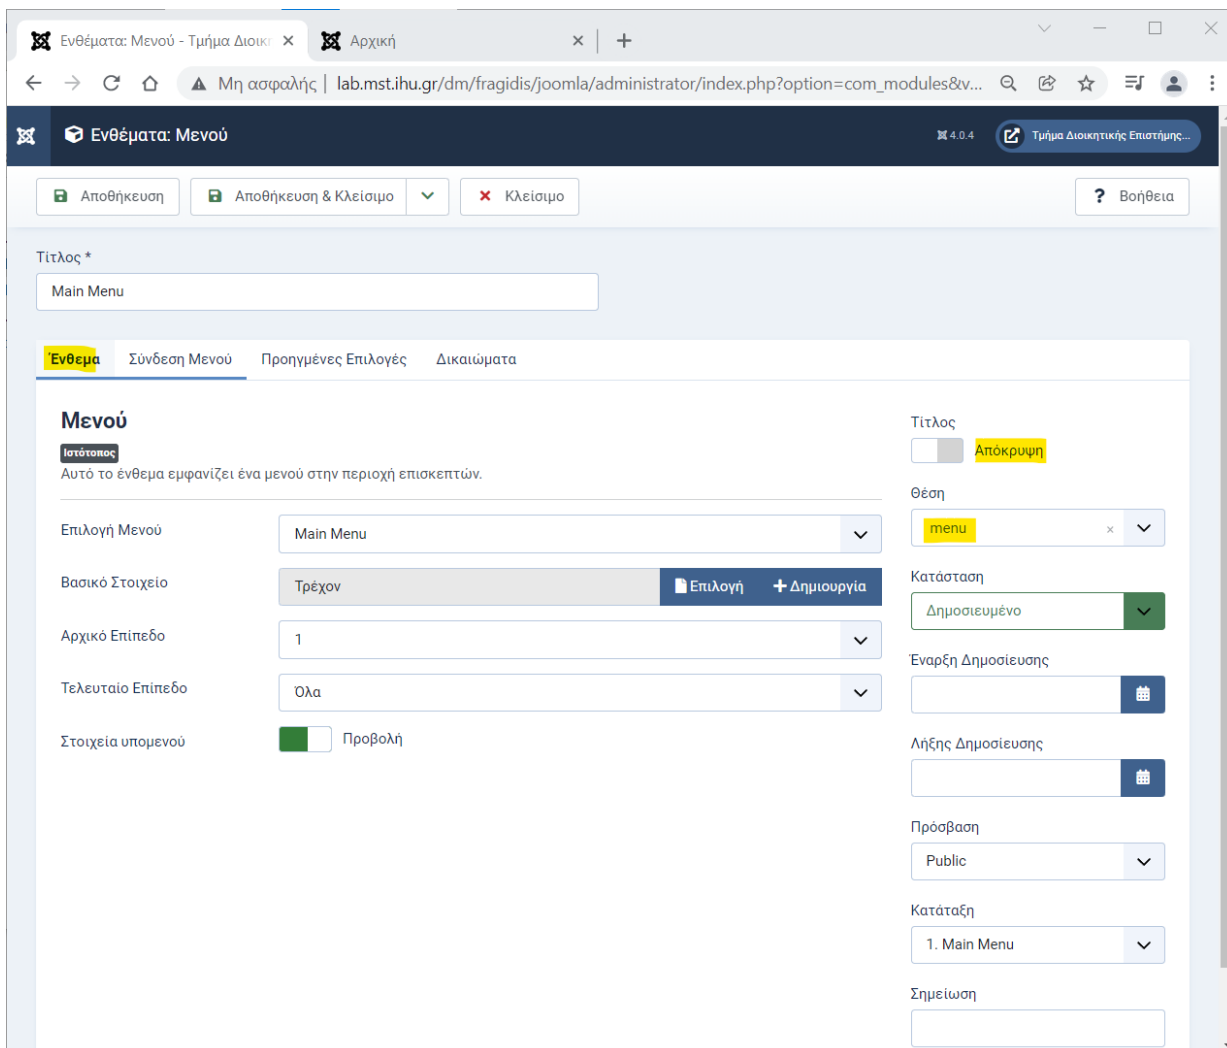 Ενθέματα: Μενού - Τμήμα Διοικη
Αρχική
Μη ασφαλής | lab.mst.ihu.gr/dm/fragidis/joomla/administrator/index.php?option=com_modules&v...
Ενθέματα: Μενού
4.0.4
Τμήμα Διοικητικής Επιστήμης...
Αποθήκευση
Αποθήκευση & Κλείσιμο
Κλείσιμο
? Βοήθεια
Τίτλος *
Main Menu
Ένθεμα
Σύνδεση Μενού
Προηγμένες Επιλογές
Δικαιώματα
Μενού
Ιστότοπος
Αυτό το ένθεμα εμφανίζει ένα μενού στην περιοχή επισκεπτών.
Επιλογή Μενού
Main Menu
Βασικό Στοιχείο
Τρέχον
Επιλογή
+ Δημιουργία
Αρχικό Επίπεδο
1
Τελευταίο Επίπεδο
Όλα
Στοιχεία υπομενού
Προβολή
Τίτλος
Απόκρυψη
Θέση
menu
Κατάσταση
Δημοσιευμένο
Έναρξη Δημοσίευσης
Λήξης Δημοσίευσης
Πρόσβαση
Public
Κατάταξη
1. Main Menu
Σημείωση